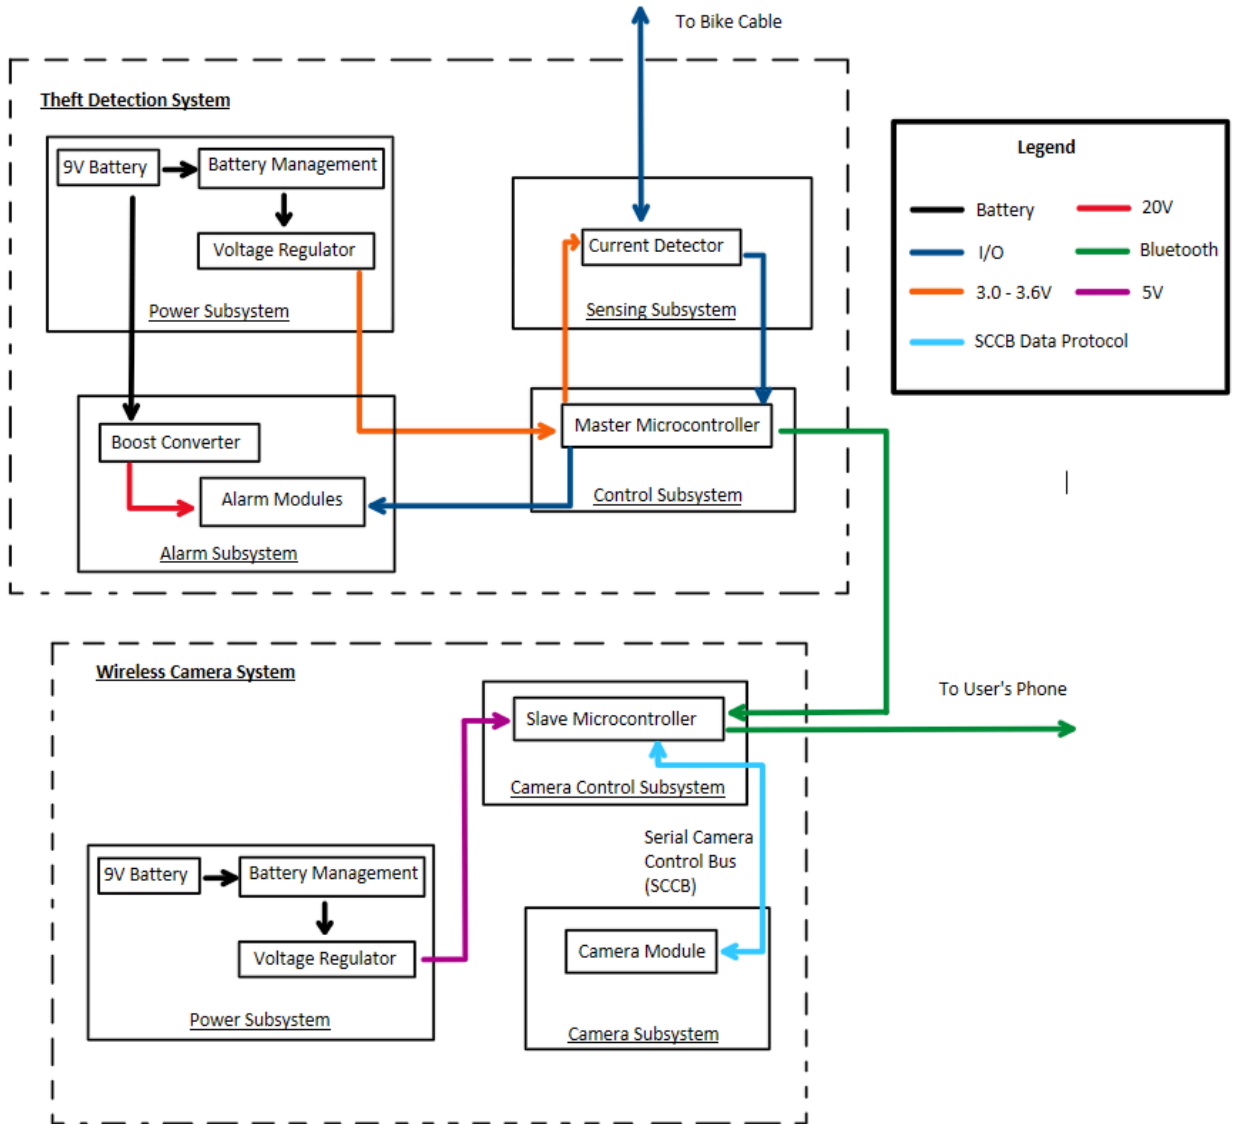 To Bike Cable
Theft Detection System
9V Battery
Battery Management
Voltage Regulator
Power Subsystem
Current Detector
Sensing Subsystem
Boost Converter
Alarm Modules
Alarm Subsystem
Master Microcontroller
Control Subsystem
Legend
Battery
20V
I/O
Bluetooth
3.0 - 3.6V
5V
SCCB Data Protocol
Wireless Camera System
Slave Microcontroller
Camera Control Subsystem
To User's Phone
Serial Camera
Control Bus
(SCCB)
9V Battery
Battery Management
Voltage Regulator
Power Subsystem
Camera Module
Camera Subsystem